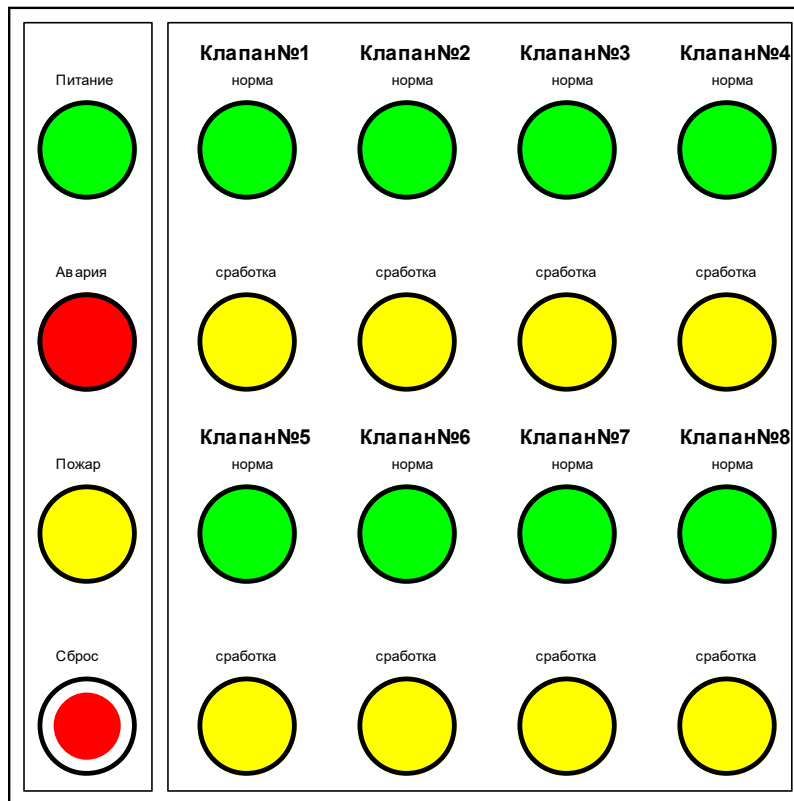 Клапан№1 Клапан№2 Клапан№3 Клапан№4
Питание норма норма норма норма
Авария сработка сработка сработка сработка
Клапан№5 Клапан№6 Клапан№7 Клапан№8
Пожар норма норма норма норма
Сброс сработка сработка сработка сработка